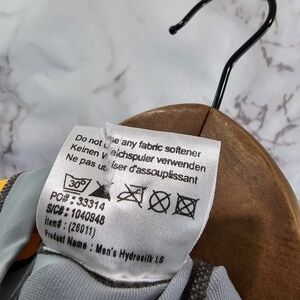 Do not use any fabric softener
Keinen Weichspuler verwenden
Ne pas utiliser d'assouplissant
30°
PO#: 33314
S/C#: 1040948
Item#: (26011)
Product Name : Men's Hydrosilk LS